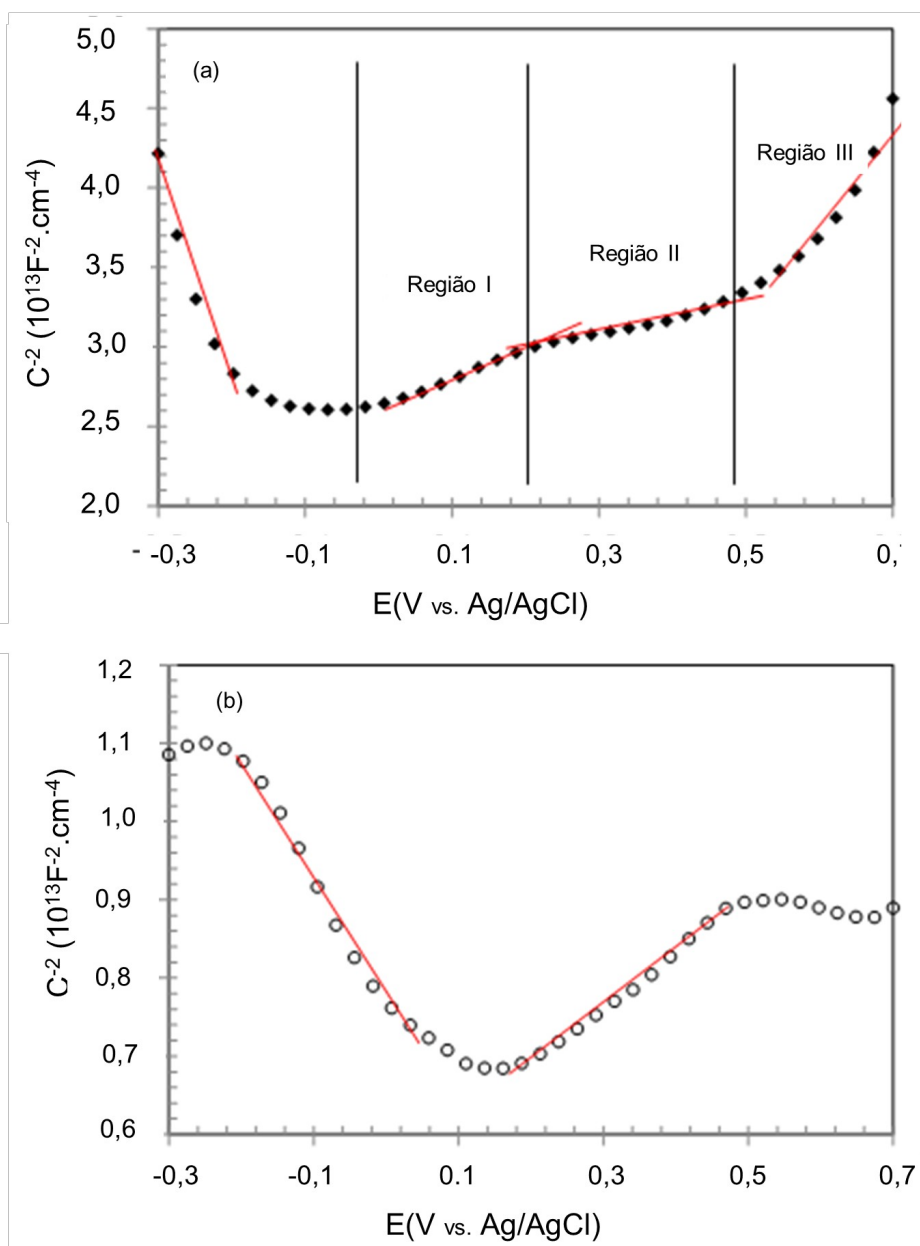 5,0
(a)
4,5
Região III
4,0
C⁻² (10¹³F⁻².cm⁻⁴)
3,5
Região II
Região I
3,0
2,5
2,0
- -0,3 -0,1 0.1 0,3 0,5 0,
E(V vs. Ag/AgCl)
1,2
(b)
1,1
1,0
C⁻² (10¹³F⁻².cm⁻⁴)
0,9
0,8
0,7
0,6
-0,3 -0,1 0.1 0,3 0,5 0,7
E(V vs. Ag/AgCl)